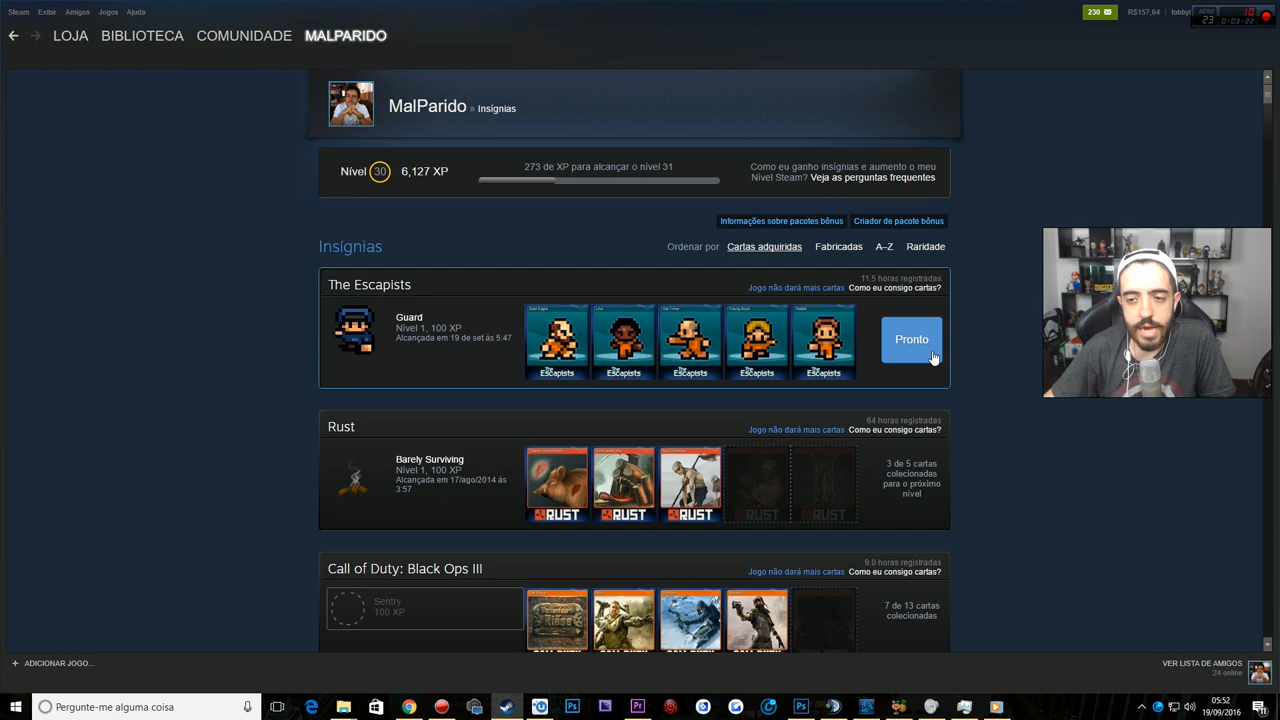 Steam Exibir Amigos Jogos Ajuda
230 R$157,64
LOJA BIBLIOTECA COMUNIDADE MALPARIDO
MalParido » Insígnias
Nível 30 6,127 XP
273 de XP para alcançar o nível 31
Como eu ganho insígnias e aumento o meu
Nível Steam? Veja as perguntas frequentes
Informações sobre pacotes bônus Criador de pacote bônus
Insígnias
Ordenar por Cartas adquiridas Fabricadas A–Z Raridade
The Escapists
11.5 horas registradas
Jogo não dará mais cartas Como eu consigo cartas?
Guard
Nível 1, 100 XP
Alcançada em 19 de set às 5:47
Escapists Escapists Escapists Escapists Escapists
Pronto
Rust
64 horas registradas
Jogo não dará mais cartas Como eu consigo cartas?
Barely Surviving
Nível 1, 100 XP
Alcançada em 17/ago/2014 às
3:57
RUST RUST RUST
3 de 5 cartas
colecionadas
para o próximo
nível
Call of Duty: Black Ops III
9.0 horas registradas
Jogo não dará mais cartas Como eu consigo cartas?
Sentry
100 XP
7 de 13 cartas
colecionadas
+ ADICIONAR JOGO...
VER LISTA DE AMIGOS
24 online
Pergunte-me alguma coisa
05:52
19/09/2016